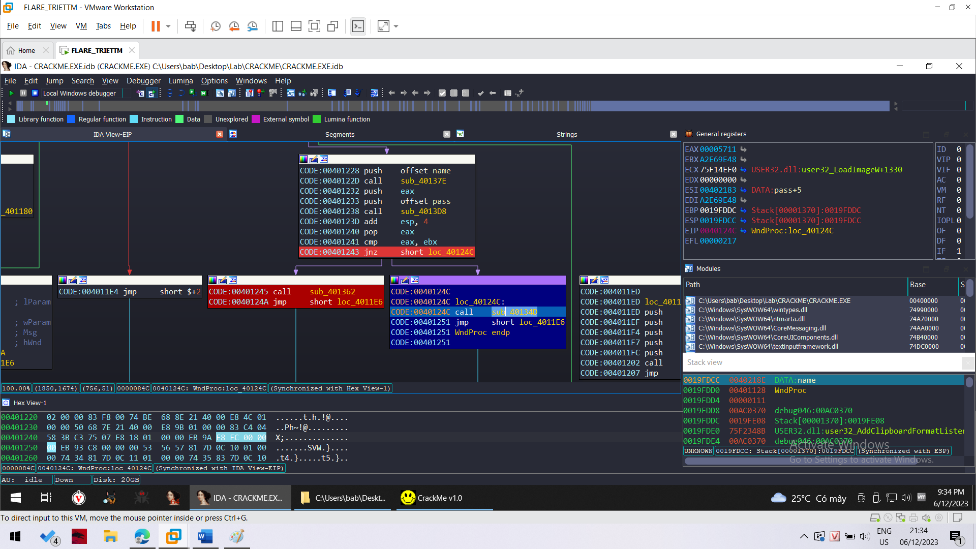 FLARE_TRIETTM - VMware Workstation
File Edit View VM Tabs Help
Home FLARE_TRIETTM
IDA - CRACKME.EXE.idb (CRACKME.EXE) C:\Users\bab\Desktop\Lab\CRACKME\CRACKME.EXE.idb
File Edit Jump Search View Debugger Lumina Options Windows Help
Local Windows debugger
Library function Regular function Instruction Data Unexplored External symbol Lumina function
IDA View-EIP Segments Strings
_401180
CODE:00401228 push offset name
CODE:0040122D call sub_40137E
CODE:00401232 push eax
CODE:00401233 push offset pass
CODE:00401238 call sub_4013D8
CODE:0040123D add esp, 4
CODE:00401240 pop eax
CODE:00401241 cmp eax, ebx
CODE:00401243 jnz short loc_40124C
; lParam
; wParam
; Msg
; hWnd
CODE:004011E4 jmp short $+2
CODE:00401245 call sub_401362
CODE:0040124A jmp short loc_4011E6
CODE:0040124C
CODE:0040124C loc_40124C:
CODE:0040124C call sub_40134D
CODE:00401251 jmp short loc_4011E6
CODE:00401251 WndProc endp
CODE:00401251
CODE:004011ED
CODE:004011ED loc_4011
CODE:004011ED push
CODE:004011EF push
CODE:004011F4 push
CODE:004011F7 push
CODE:004011FC push
CODE:00401202 call
CODE:00401207 jmp
100.00% (1850,1674) (756,51) 0000084C 0040124C: WndProc:loc_40124C (Synchronized with Hex View-1)
Hex View-1
00401220 02 00 00 83 F8 00 74 BE 68 8E 21 40 00 E8 4C 01
00401230 00 00 50 68 7E 21 40 00 E8 9B 01 00 00 83 C4 04
00401240 58 3B C3 75 07 E8 18 01 00 00 EB 9A E8 FC 00 00
00401250 00 EB 93 C8 00 00 00 53 56 57 81 7D 0C 10 01 00
00401260 00 74 34 81 7D 0C 11 01 00 00 74 35 83 7D 0C 10
0000084C 0040124C: WndProc:loc_40124C (Synchronized with IDA View-EIP)
AU: idle Down Disk: 20GB
General registers
EAX 00005711
EBX A2E69E48
ECX 75F14EF0 USER32.dll:user32_LoadImageW+1330
EDX 00000000
ESI 00402183 DATA:pass+5
EDI A2E69C48
EBP 0019FDDC Stack[00001370]:0019FDDC
ESP 0019FDCC Stack[00001370]:0019FDCC
EIP 0040124C WndProc:loc_40124C
EFL 00000217
ID 0
VIP 0
VIF 0
AC 0
VM 0
RF 0
NT 0
IOPL 0
OF 0
DF 0
IF 1
Modules
Path Base S
C:\Users\bab\Desktop\Lab\CRACKME\CRACKME.EXE 00400000
C:\Windows\SysWOW64\wintypes.dll 74990000
C:\Windows\SysWOW64\ntmarta.dll 74A70000
C:\Windows\SysWOW64\CoreMessaging.dll 74AA0000
C:\Windows\SysWOW64\CoreUIComponents.dll 74B40000
C:\Windows\SysWOW64\textinputframework.dll 74DC0000
Stack view
0019FDCC 0040218E DATA:name
0019FDD0 00401128 WndProc
0019FDD4 00000111
0019FDD8 00AC0370 debug046:00AC0370
0019FDDC 0019FE08 Stack[00001370]:0019FE08
0019FDE0 75F23488 USER32.dll:user32_AddClipboardFormatListen
0019FDE4 00AC0370 debug046:00AC0370
UNKNOWN 0019FDCC: Stack[00001370]:0019FDCC (Synchronized with ESP)
Activate Windows
Go to Settings to activate Windows.
IDA - CRACKME.EXE... C:\Users\bab\Deskt... CrackMe v1.0
25°C Có mây
9:34 PM
6/12/2023
To direct input to this VM, move the mouse pointer inside or press Ctrl+G.
ENG
US
21:34
06/12/2023